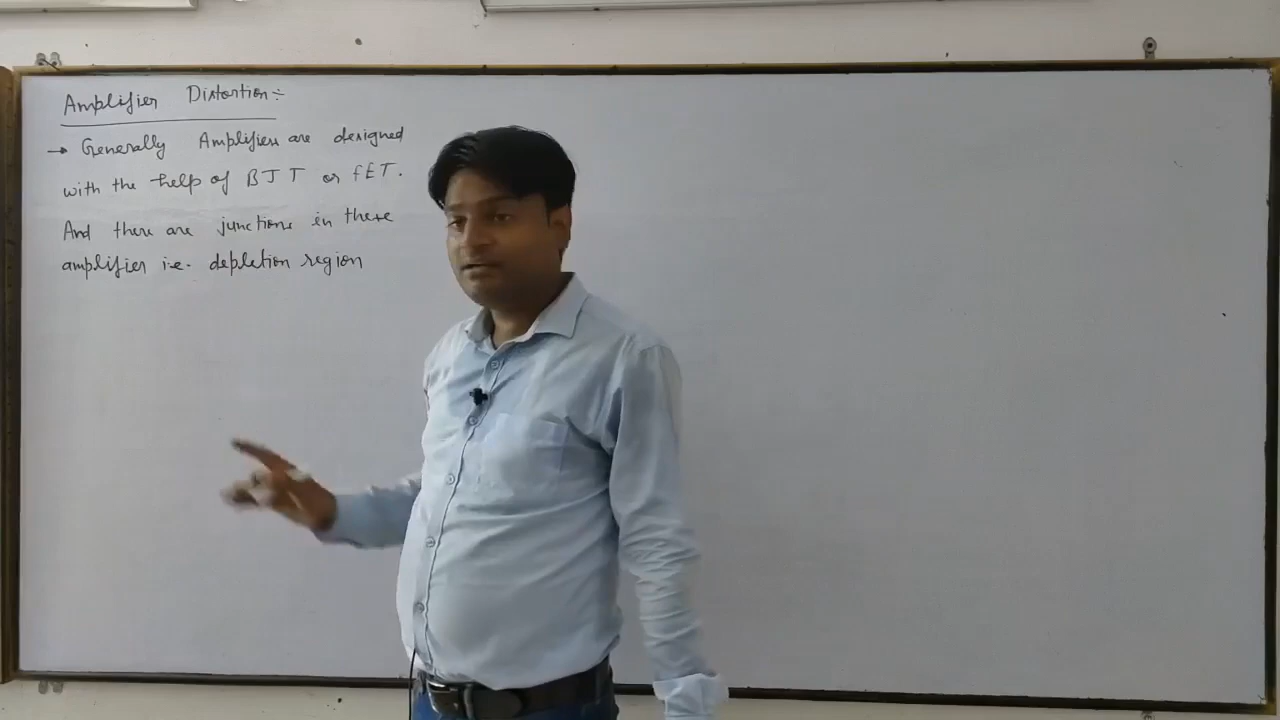 Amplifier Distortion:-
→ Generally Amplifiers are designed
with the help of BJT or fET.
And there are junctions in these
amplifier i.e. depletion region